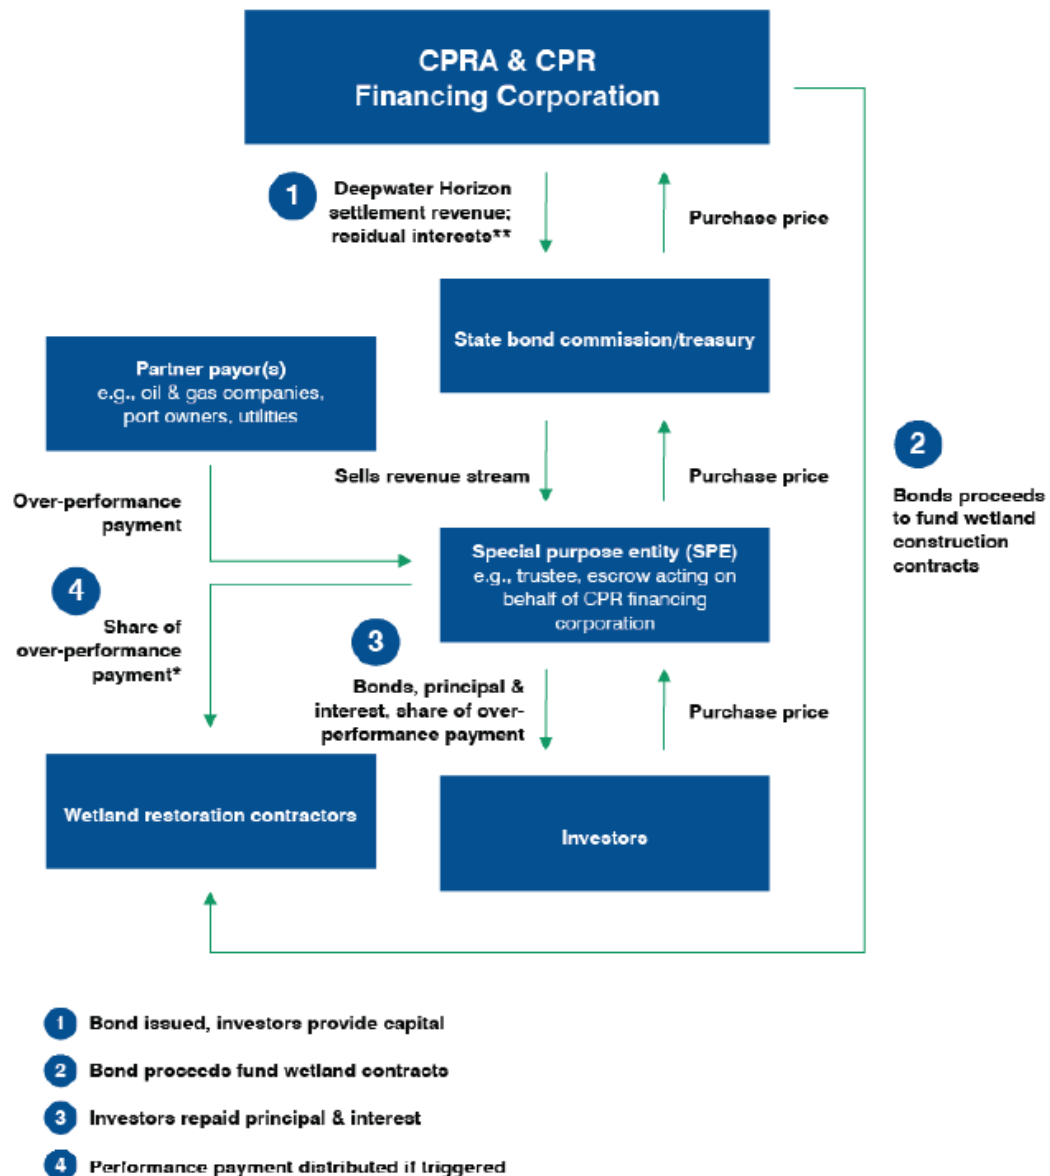 CPRA & CPR
Financing Corporation
1
Deepwater Horizon
settlement revenue;
residual interests**
Purchase price
State bond commission/treasury
Partner payor(s)
e.g., oil & gas companies,
port owners, utilities
2
Bonds proceeds
to fund wetland
construction
contracts
Sells revenue stream
Purchase price
Over-performance
payment
Special purpose entity (SPE)
e.g., trustee, escrow acting on
behalf of CPR financing
corporation
4
Share of
over-performance
payment*
3
Bonds, principal &
interest, share of over-
performance payment
Purchase price
Wetland restoration contractors
Investors
1 Bond issued, investors provide capital
2 Bond proceeds fund wetland contracts
3 Investors repaid principal & interest
4 Performance payment distributed if triggered